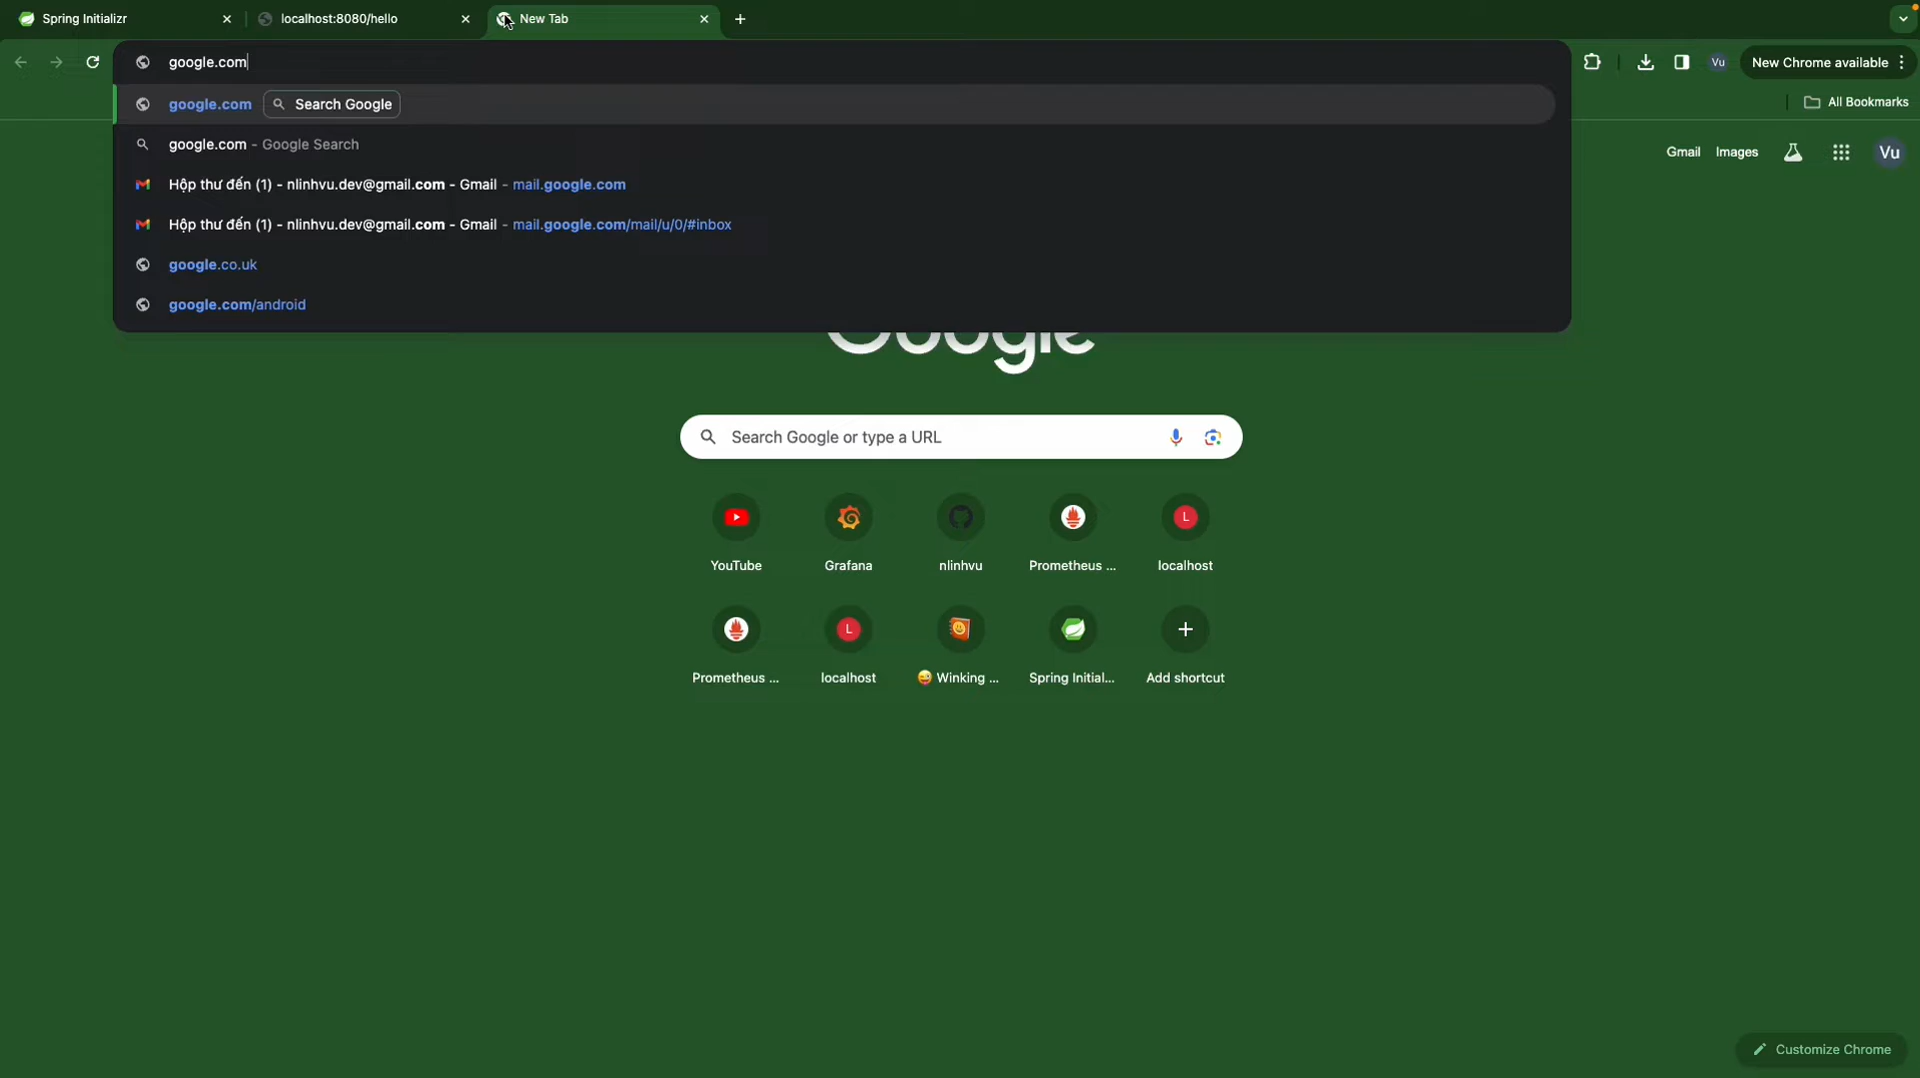 Spring Initializr
localhost:8080/hello
New Tab
google.com
Vu
New Chrome available
google.com Search Google
All Bookmarks
google.com - Google Search
Gmail Images Vu
Hộp thư đến (1) - nlinhvu.dev@gmail.com - Gmail - mail.google.com
Hộp thư đến (1) - nlinhvu.dev@gmail.com - Gmail - mail.google.com/mail/u/0/#inbox
google.co.uk
google.com/android
Google
Search Google or type a URL
L
YouTube Grafana nlinhvu Prometheus ... localhost
L
Prometheus ... localhost 😜 Winking ... Spring Initial... Add shortcut
Customize Chrome